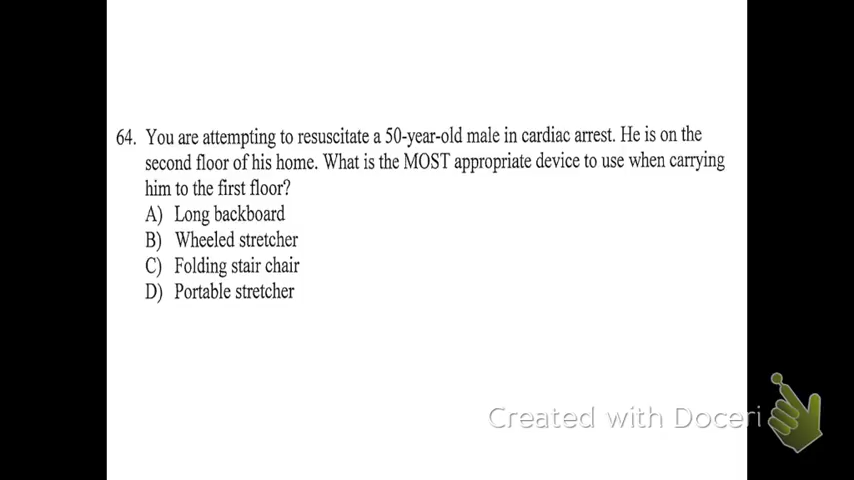 64. You are attempting to resuscitate a 50-year-old male in cardiac arrest. He is on the
second floor of his home. What is the MOST appropriate device to use when carrying
him to the first floor?
A) Long backboard
B) Wheeled stretcher
C) Folding stair chair
D) Portable stretcher
Created with Doceri